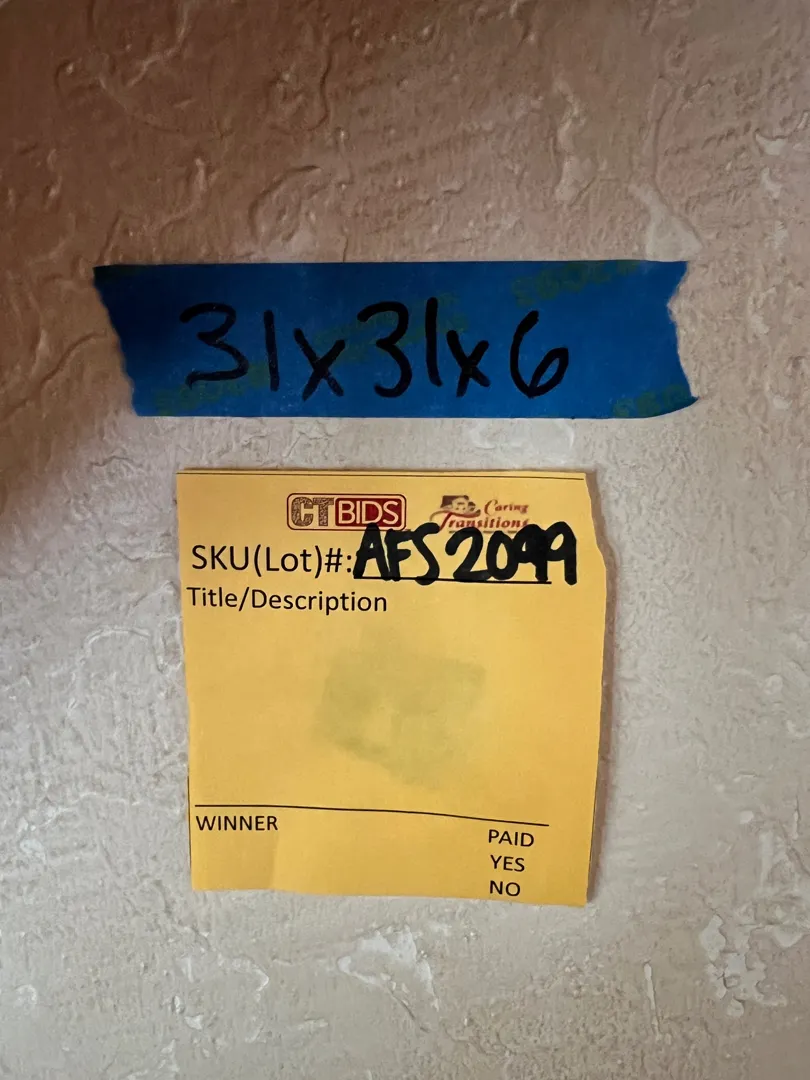 31x31x6
CTBIDS Caring
Transitions
SKU(Lot)#: AFS2099
Title/Description
WINNER
PAID
YES
NO